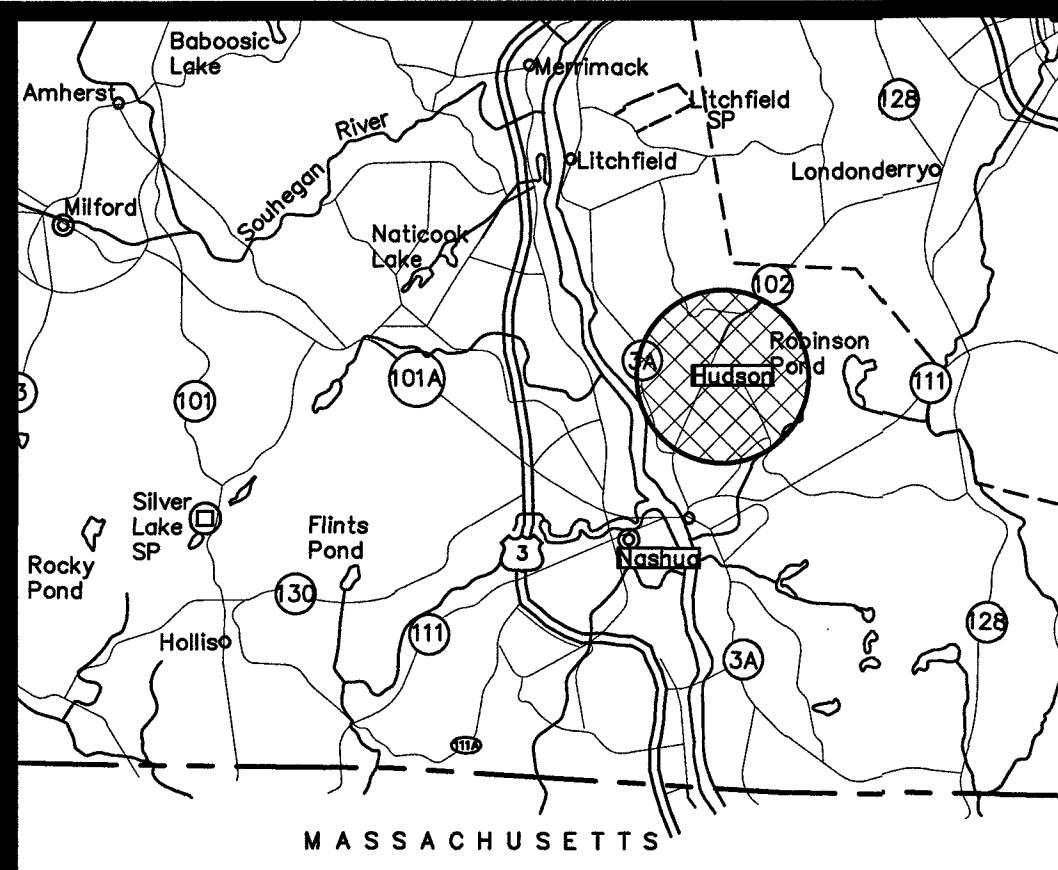 Baboosic
Lake
Merrimack
Amherst
Litchfield
SP
128
River
Litchfield
Londonderry
Souhegan
Milford
Naticook
Lake
102
Robinson
Pond
3A
Hudson
101A
111
3
101
Silver
Lake
SP
Flints
Pond
3
Nashua
Rocky
Pond
130
111
128
Hollis
3A
111A
MASSACHUSETTS